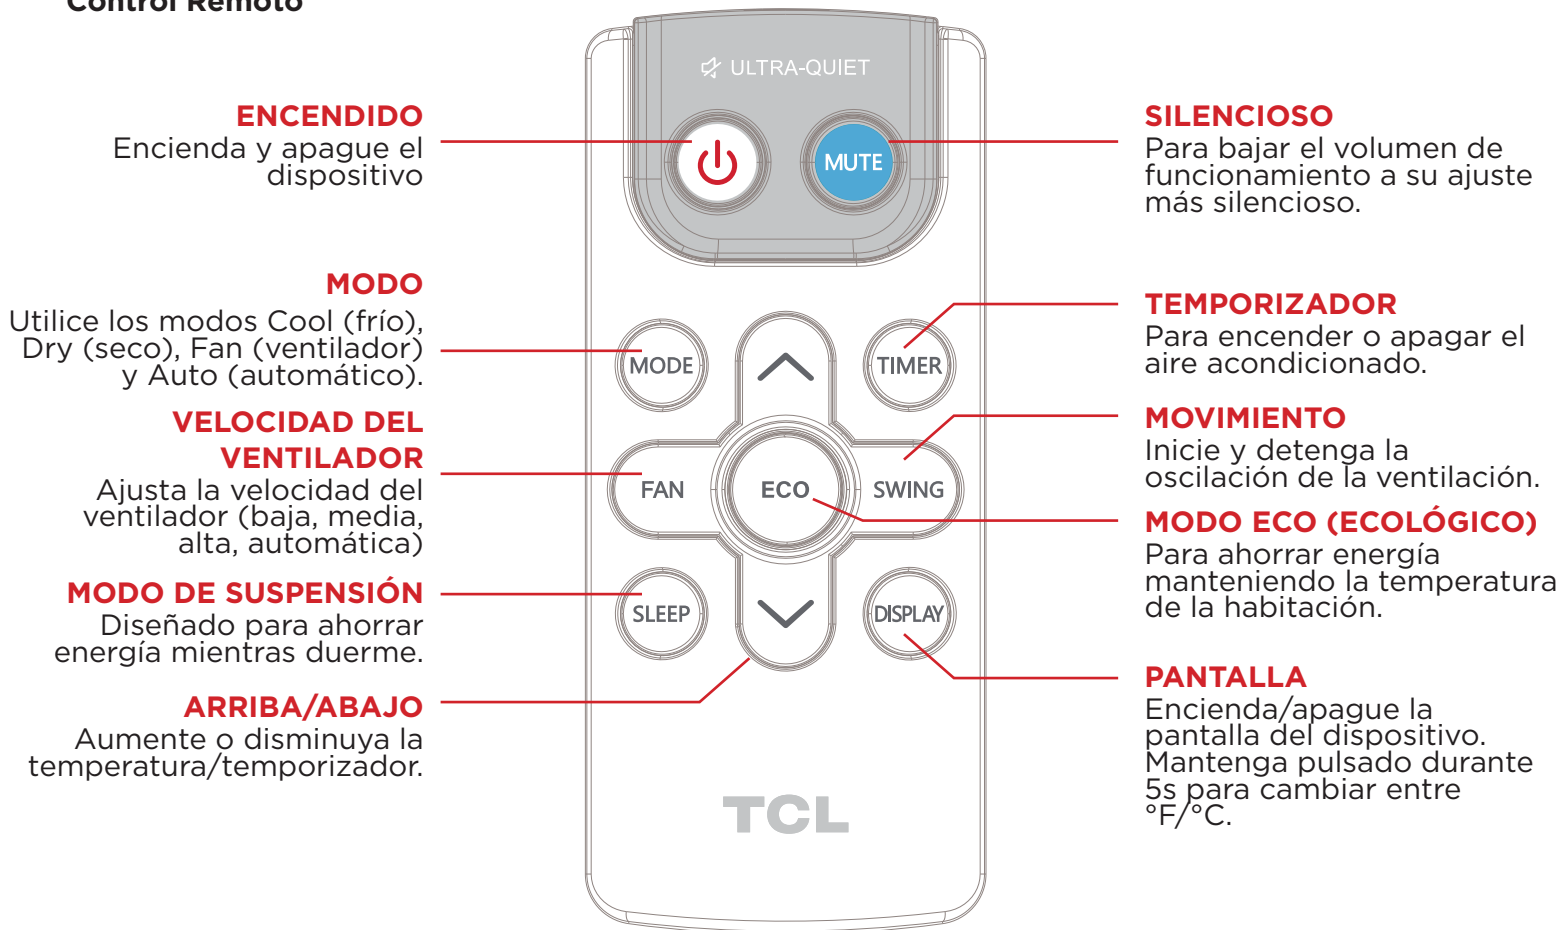 Control Remoto
ULTRA-QUIET
ENCENDIDO
Encienda y apague el
dispositivo
MUTE
SILENCIOSO
Para bajar el volumen de
funcionamiento a su ajuste
más silencioso.
MODO
Utilice los modos Cool (frío),
Dry (seco), Fan (ventilador)
y Auto (automático).
MODE
TIMER
TEMPORIZADOR
Para encender o apagar el
aire acondicionado.
VELOCIDAD DEL
VENTILADOR
Ajusta la velocidad del
ventilador (baja, media,
alta, automática)
FAN
ECO
SWING
MOVIMIENTO
Inicie y detenga la
oscilación de la ventilación.
MODO ECO (ECOLÓGICO)
Para ahorrar energía
manteniendo la temperatura
de la habitación.
MODO DE SUSPENSIÓN
Diseñado para ahorrar
energía mientras duerme.
SLEEP
DISPLAY
ARRIBA/ABAJO
Aumente o disminuya la
temperatura/temporizador.
PANTALLA
Encienda/apague la
pantalla del dispositivo.
Mantenga pulsado durante
5s para cambiar entre
°F/°C.
TCL